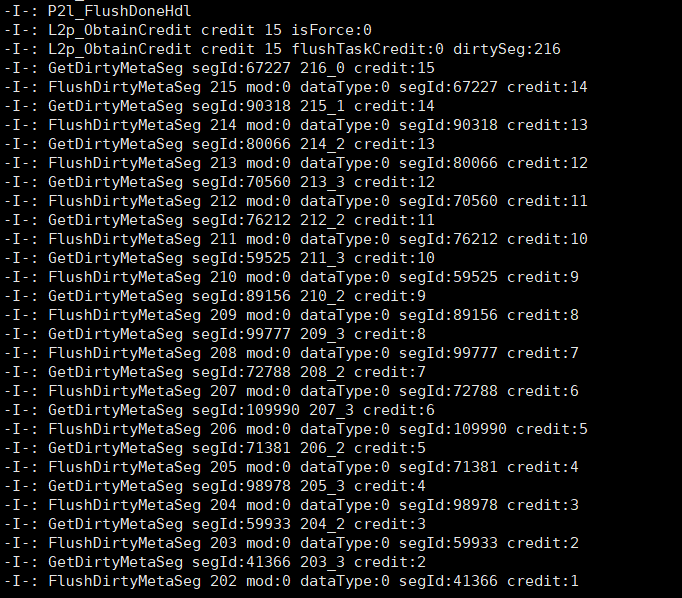 -I-: P2l_FlushDoneHdl
-I-: L2p_ObtainCredit credit 15 isForce:0
-I-: L2p_ObtainCredit credit 15 flushTaskCredit:0 dirtySeg:216
-I-: GetDirtyMetaSeg segId:67227 216_0 credit:15
-I-: FlushDirtyMetaSeg 215 mod:0 dataType:0 segId:67227 credit:14
-I-: GetDirtyMetaSeg segId:90318 215_1 credit:14
-I-: FlushDirtyMetaSeg 214 mod:0 dataType:0 segId:90318 credit:13
-I-: GetDirtyMetaSeg segId:80066 214_2 credit:13
-I-: FlushDirtyMetaSeg 213 mod:0 dataType:0 segId:80066 credit:12
-I-: GetDirtyMetaSeg segId:70560 213_3 credit:12
-I-: FlushDirtyMetaSeg 212 mod:0 dataType:0 segId:70560 credit:11
-I-: GetDirtyMetaSeg segId:76212 212_2 credit:11
-I-: FlushDirtyMetaSeg 211 mod:0 dataType:0 segId:76212 credit:10
-I-: GetDirtyMetaSeg segId:59525 211_3 credit:10
-I-: FlushDirtyMetaSeg 210 mod:0 dataType:0 segId:59525 credit:9
-I-: GetDirtyMetaSeg segId:89156 210_2 credit:9
-I-: FlushDirtyMetaSeg 209 mod:0 dataType:0 segId:89156 credit:8
-I-: GetDirtyMetaSeg segId:99777 209_3 credit:8
-I-: FlushDirtyMetaSeg 208 mod:0 dataType:0 segId:99777 credit:7
-I-: GetDirtyMetaSeg segId:72788 208_2 credit:7
-I-: FlushDirtyMetaSeg 207 mod:0 dataType:0 segId:72788 credit:6
-I-: GetDirtyMetaSeg segId:109990 207_3 credit:6
-I-: FlushDirtyMetaSeg 206 mod:0 dataType:0 segId:109990 credit:5
-I-: GetDirtyMetaSeg segId:71381 206_2 credit:5
-I-: FlushDirtyMetaSeg 205 mod:0 dataType:0 segId:71381 credit:4
-I-: GetDirtyMetaSeg segId:98978 205_3 credit:4
-I-: FlushDirtyMetaSeg 204 mod:0 dataType:0 segId:98978 credit:3
-I-: GetDirtyMetaSeg segId:59933 204_2 credit:3
-I-: FlushDirtyMetaSeg 203 mod:0 dataType:0 segId:59933 credit:2
-I-: GetDirtyMetaSeg segId:41366 203_3 credit:2
-I-: FlushDirtyMetaSeg 202 mod:0 dataType:0 segId:41366 credit:1